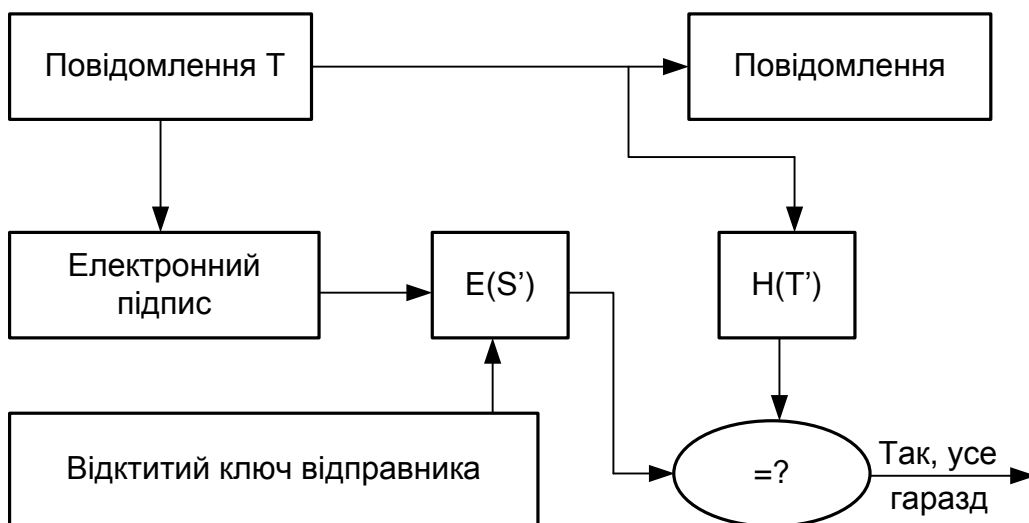 Повідомлення Т
Повідомлення
Електронний
підпис
E(S’)
H(T’)
Відктитий ключ відправника
=?
Так, усе
гаразд